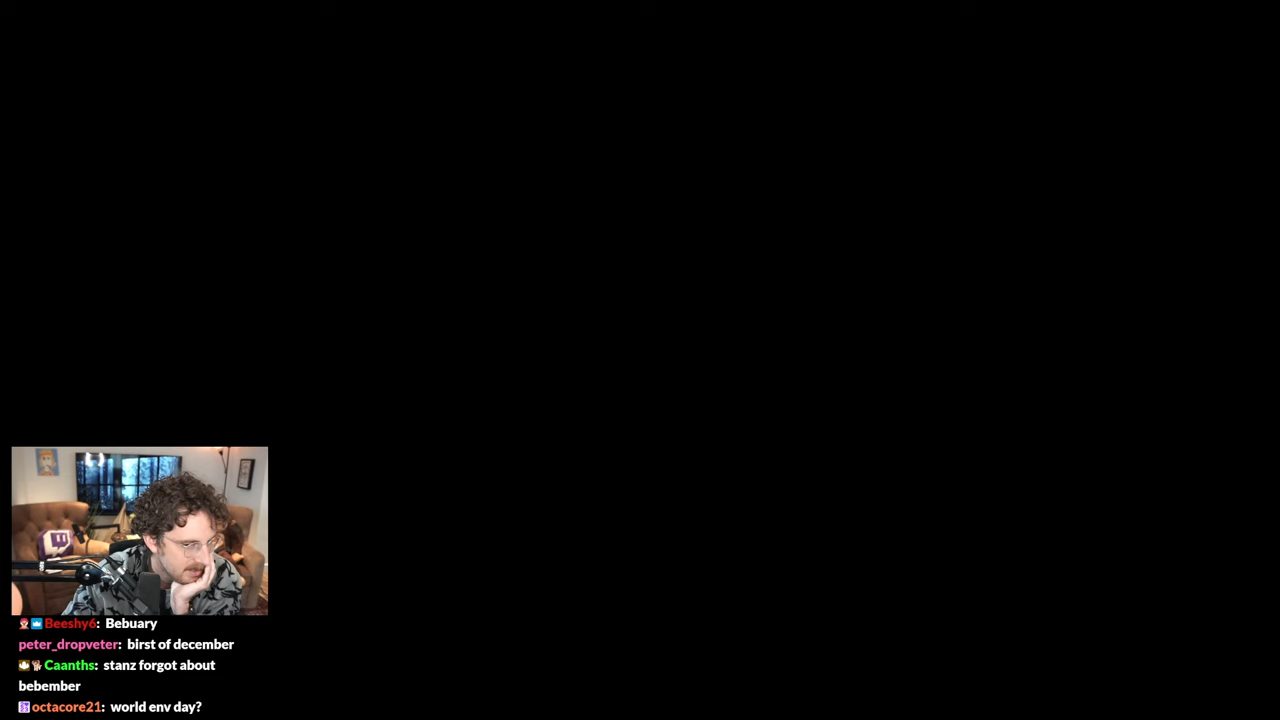 Beeshy6: Bebuary
peter_dropveter: birst of december
Caanths: stanz forgot about
bebember
octacore21: world env day?